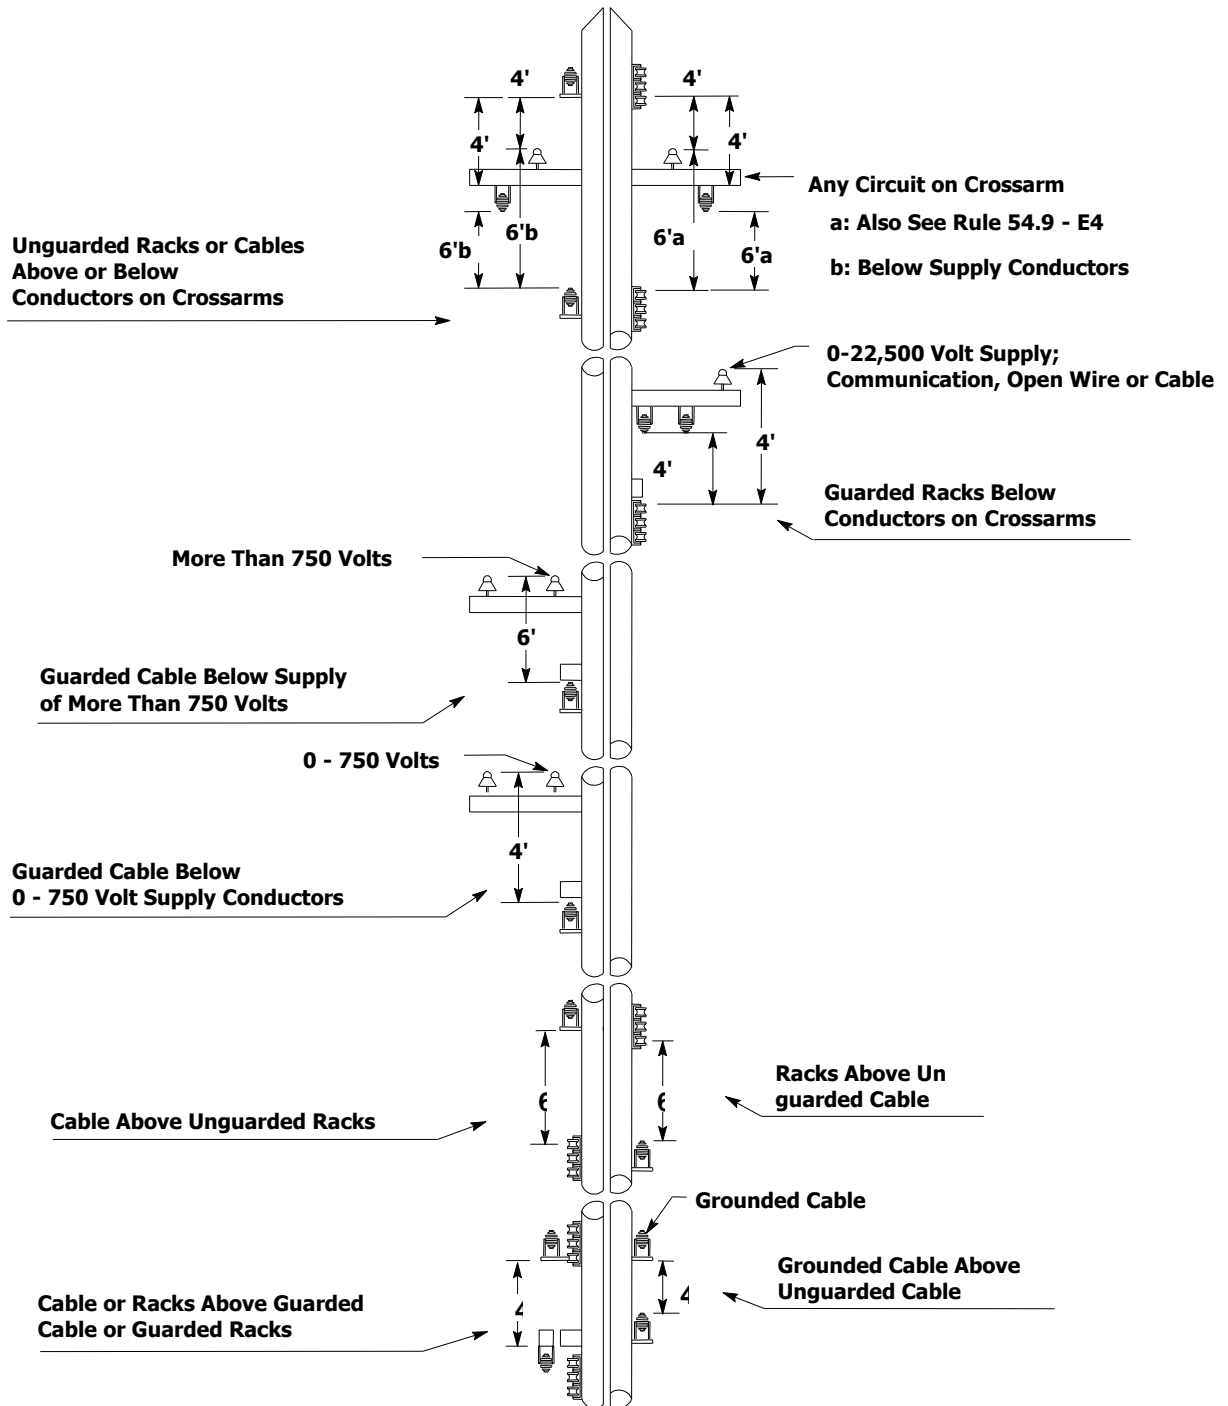 4'
4'
4'
4'
Any Circuit on Crossarm
a: Also See Rule 54.9 - E4
b: Below Supply Conductors
6'b
6'b
6'a
6'a
Unguarded Racks or Cables
Above or Below
Conductors on Crossarms
0-22,500 Volt Supply;
Communication, Open Wire or Cable
4'
4'
Guarded Racks Below
Conductors on Crossarms
More Than 750 Volts
6'
Guarded Cable Below Supply
of More Than 750 Volts
0 - 750 Volts
4'
Guarded Cable Below
0 - 750 Volt Supply Conductors
6
6
Racks Above Un
guarded Cable
Cable Above Unguarded Racks
Grounded Cable
Grounded Cable Above
Unguarded Cable
4
4
Cable or Racks Above Guarded
Cable or Guarded Racks